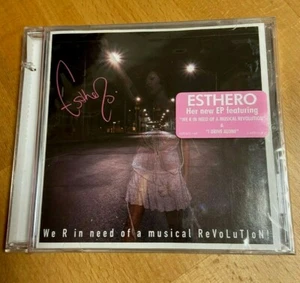 Esthero
ESTHERO
Her new EP featuring
"WE R IN NEED OF A MUSICAL REVOLUTION"
&
"I DRIVE ALONE"
We R in need of a musical ReVoLuTIoN!